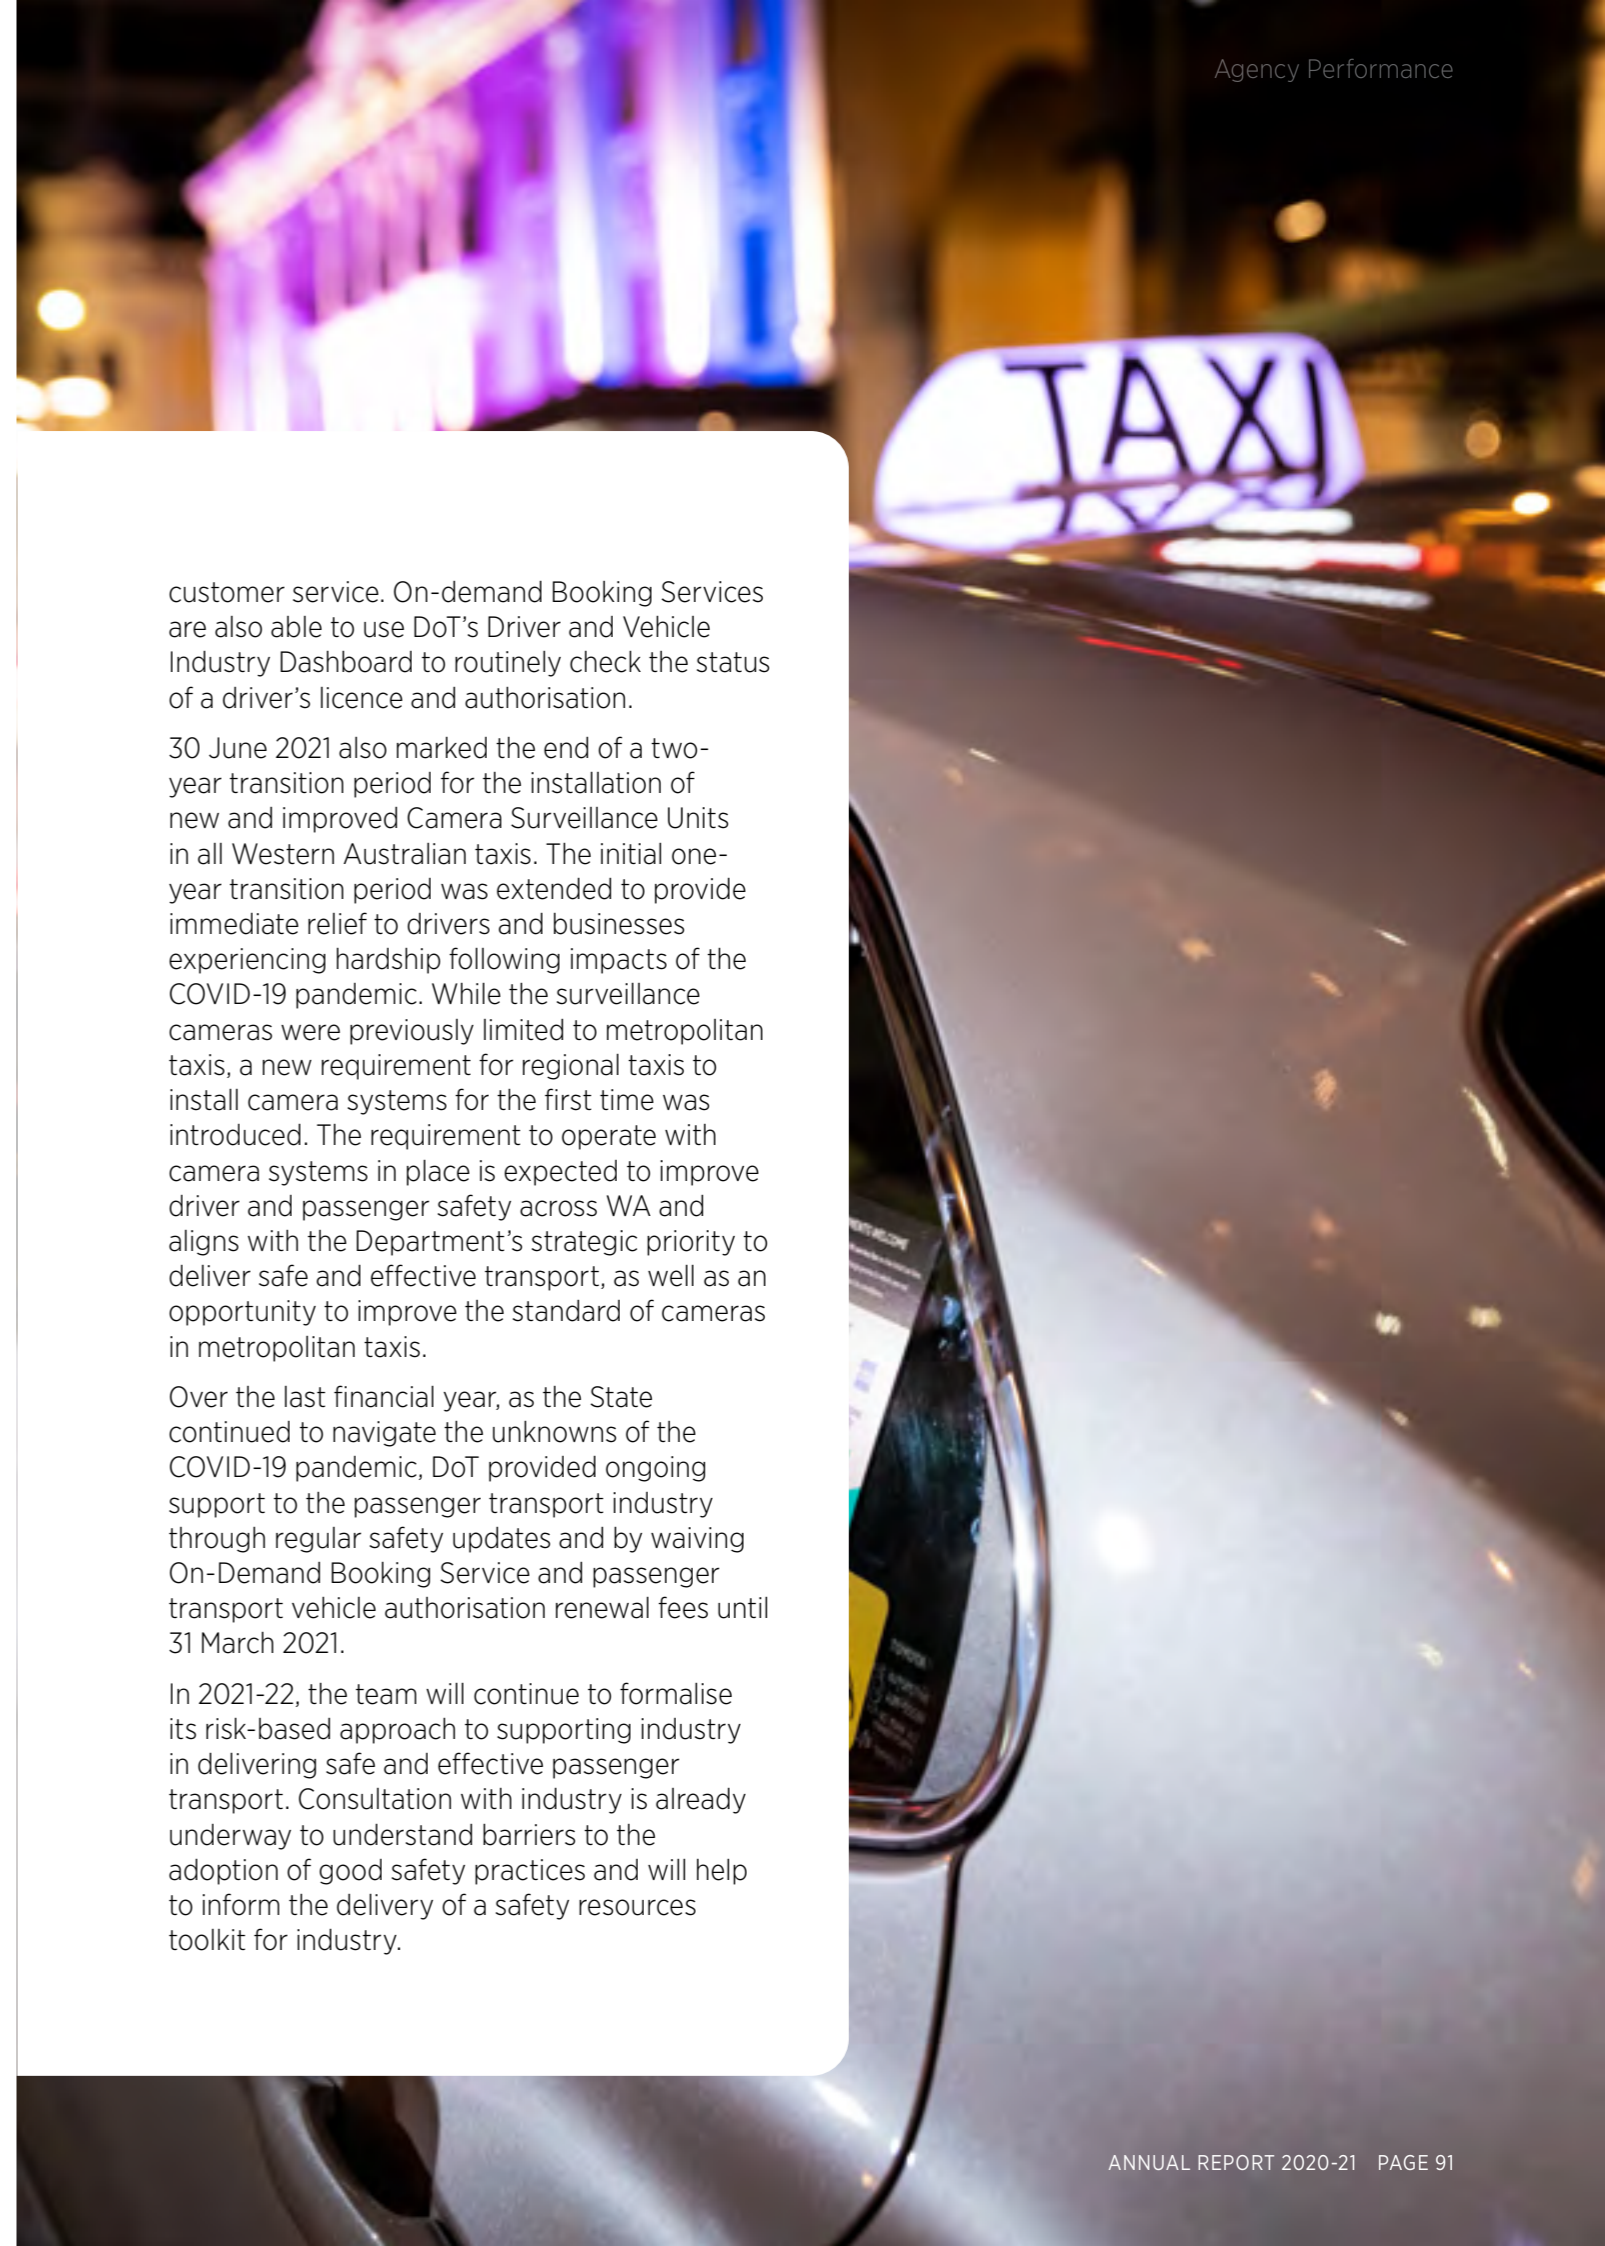 Agency Performance
TAXI
customer service. On-demand Booking Services
are also able to use DoT’s Driver and Vehicle
Industry Dashboard to routinely check the status
of a driver’s licence and authorisation.
30 June 2021 also marked the end of a two-
year transition period for the installation of
new and improved Camera Surveillance Units
in all Western Australian taxis. The initial one-
year transition period was extended to provide
immediate relief to drivers and businesses
experiencing hardship following impacts of the
COVID-19 pandemic. While the surveillance
cameras were previously limited to metropolitan
taxis, a new requirement for regional taxis to
install camera systems for the first time was
introduced. The requirement to operate with
camera systems in place is expected to improve
driver and passenger safety across WA and
aligns with the Department’s strategic priority to
deliver safe and effective transport, as well as an
opportunity to improve the standard of cameras
in metropolitan taxis.
Over the last financial year, as the State
continued to navigate the unknowns of the
COVID-19 pandemic, DoT provided ongoing
support to the passenger transport industry
through regular safety updates and by waiving
On-Demand Booking Service and passenger
transport vehicle authorisation renewal fees until
31 March 2021.
In 2021-22, the team will continue to formalise
its risk-based approach to supporting industry
in delivering safe and effective passenger
transport. Consultation with industry is already
underway to understand barriers to the
adoption of good safety practices and will help
to inform the delivery of a safety resources
toolkit for industry.
ANNUAL REPORT 2020-21 PAGE 91